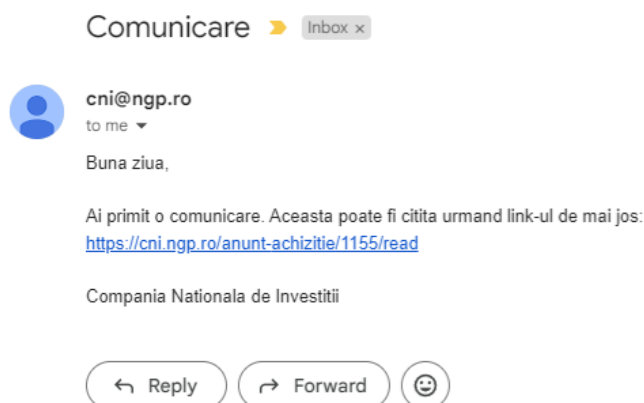 Comunicare Inbox ×
cni@ngp.ro
to me
Buna ziua,
Ai primit o comunicare. Aceasta poate fi citita urmand link-ul de mai jos:
https://cni.ngp.ro/anunt-achizitie/1155/read
Compania Nationala de Investitii
Reply Forward